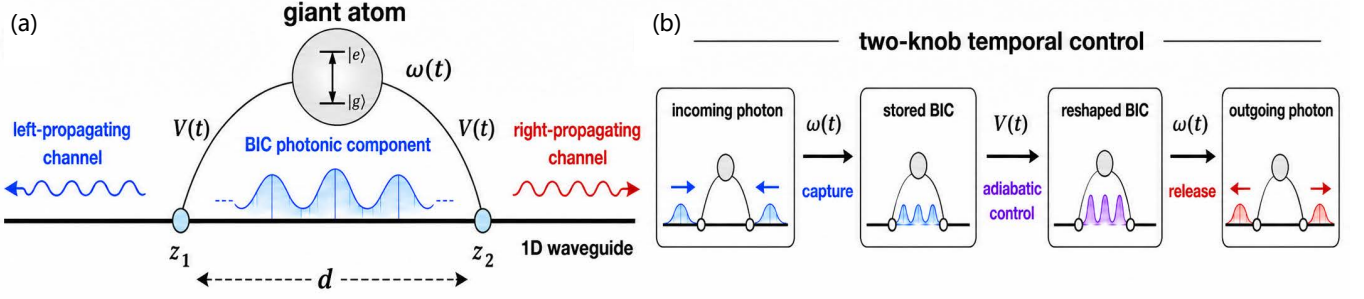 (a)
giant atom
|e⟩
|g⟩
ω(t)
V(t)
V(t)
left-propagating
channel
BIC photonic component
right-propagating
channel
z₁
z₂
1D waveguide
d
(b)
two-knob temporal control
incoming photon
ω(t)
capture
stored BIC
V(t)
adiabatic
control
reshaped BIC
ω(t)
release
outgoing photon